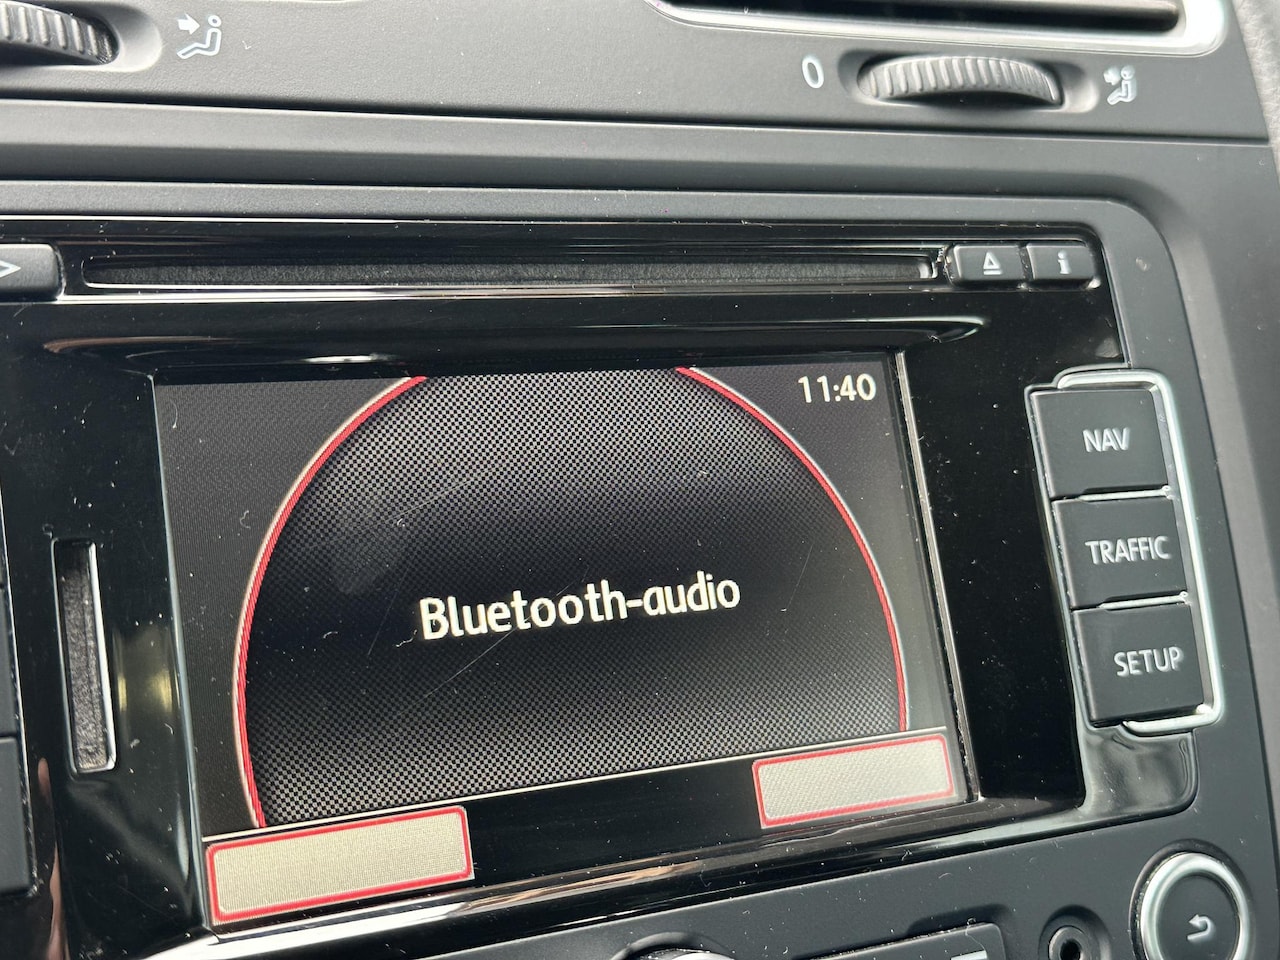 0
i
11:40
NAV
TRAFFIC
Bluetooth-audio
SETUP